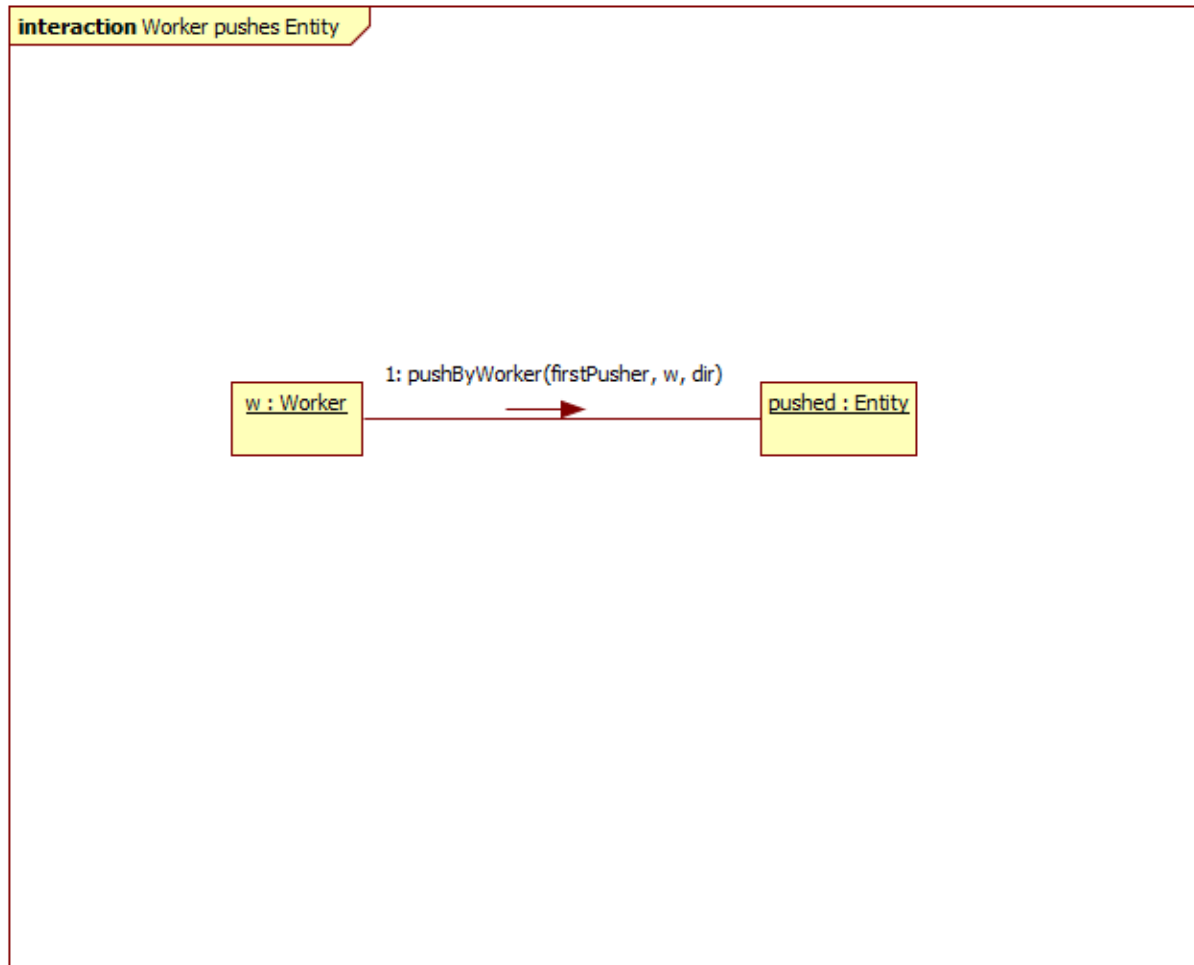 interaction Worker pushes Entity
1: pushByWorker(firstPusher, w, dir)
w : Worker
pushed : Entity